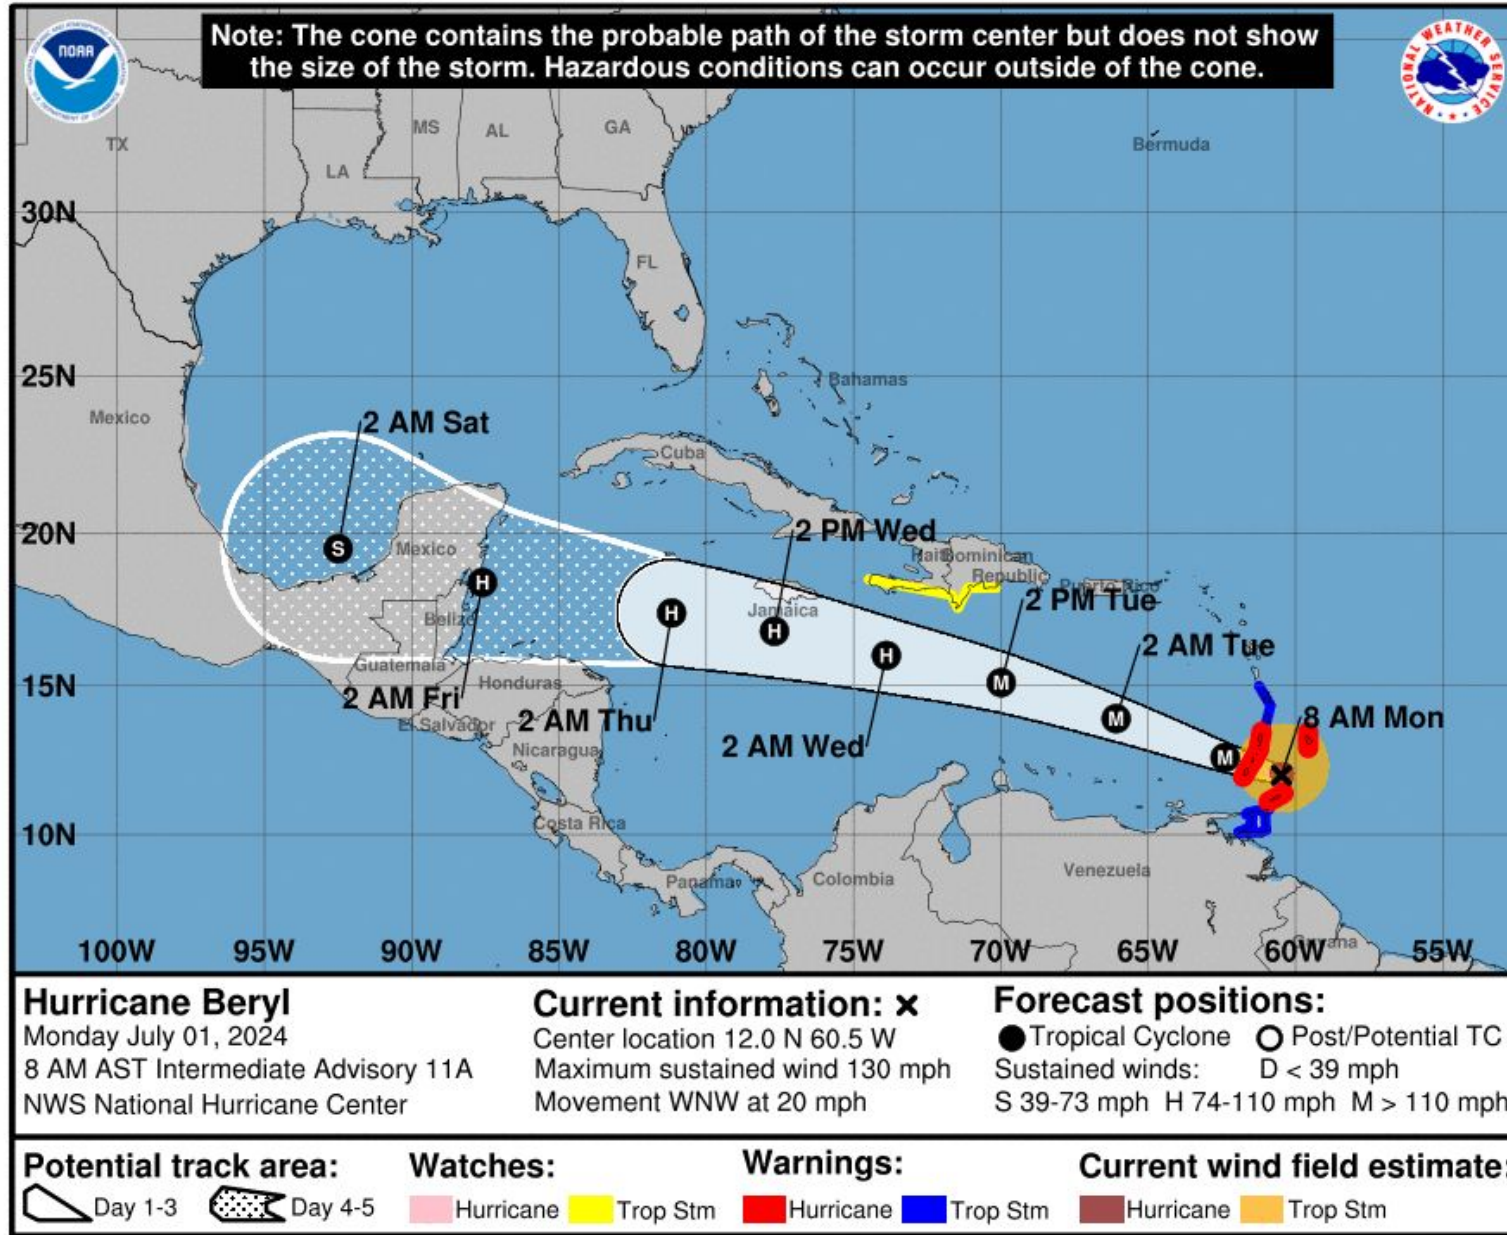 Note: The cone contains the probable path of the storm center but does not show
the size of the storm. Hazardous conditions can occur outside of the cone.
NOAA
NATIONAL WEATHER SERVICE
TX
MS
AL
GA
LA
FL
Bermuda
30N
25N
20N
15N
10N
Mexico
Bahamas
Cuba
2 AM Sat
2 PM Wed
S
Mexico
Haiti
Dominican
Republic
Puerto Rico
H
Belize
H
H
Jamaica
H
2 PM Tue
M
2 AM Tue
M
M
Guatemala
Honduras
2 AM Fri
El Salvador
2 AM Thu
2 AM Wed
8 AM Mon
Nicaragua
Costa Rica
Panama
Colombia
Venezuela
Guyana
100W 95W 90W 85W 80W 75W 70W 65W 60W 55W
Hurricane Beryl
Monday July 01, 2024
8 AM AST Intermediate Advisory 11A
NWS National Hurricane Center
Current information: ×
Center location 12.0 N 60.5 W
Maximum sustained wind 130 mph
Movement WNW at 20 mph
Forecast positions:
Tropical Cyclone Post/Potential TC
Sustained winds: D < 39 mph
S 39-73 mph H 74-110 mph M > 110 mph
Potential track area:
Day 1-3 Day 4-5
Watches:
Hurricane Trop Stm
Warnings:
Hurricane Trop Stm
Current wind field estimate:
Hurricane Trop Stm